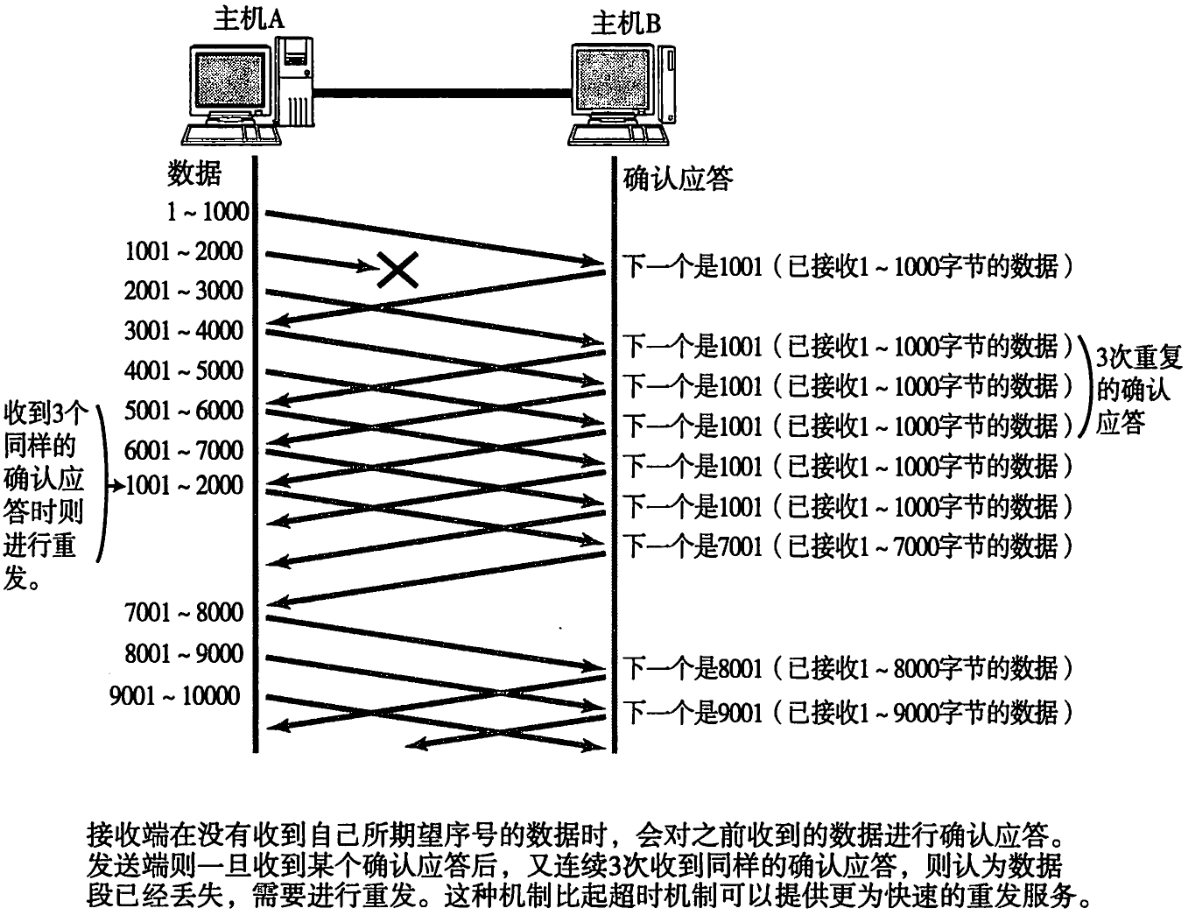 主机A
主机B
数据
确认应答
1～1000
1001～2000
下一个是1001（已接收1～1000字节的数据）
2001～3000
3001～4000
下一个是1001（已接收1～1000字节的数据）
3次重复
的确认
应答
4001～5000
下一个是1001（已接收1～1000字节的数据）
收到3个
同样的
确认应
答时则
进行重
发。
5001～6000
下一个是1001（已接收1～1000字节的数据）
6001～7000
下一个是1001（已接收1～1000字节的数据）
1001～2000
下一个是1001（已接收1～1000字节的数据）
下一个是7001（已接收1～7000字节的数据）
7001～8000
8001～9000
下一个是8001（已接收1～8000字节的数据）
9001～10000
下一个是9001（已接收1～9000字节的数据）
接收端在没有收到自己所期望序号的数据时，会对之前收到的数据进行确认应答。
发送端则一旦收到某个确认应答后，又连续3次收到同样的确认应答，则认为数据
段已经丢失，需要进行重发。这种机制比起超时机制可以提供更为快速的重发服务。